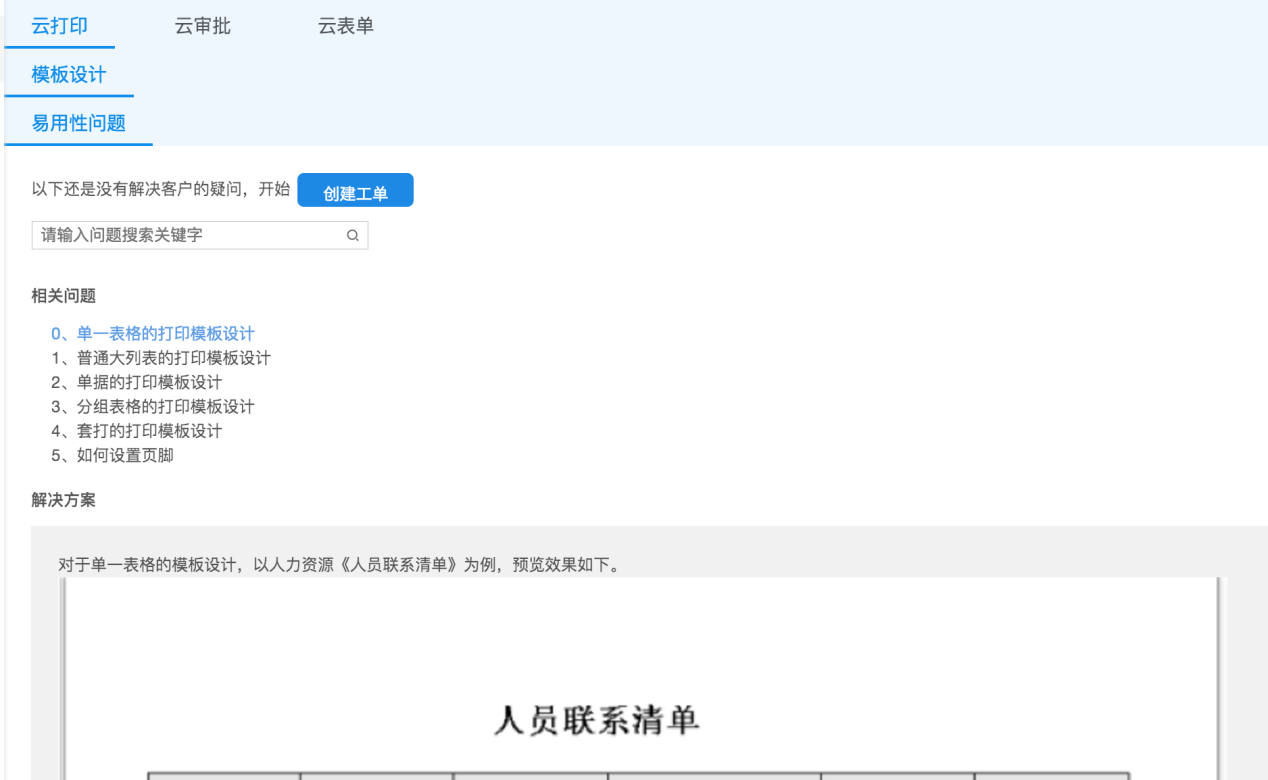 云打印 云审批 云表单
模板设计
易用性问题
以下还是没有解决客户的疑问，开始 创建工单
请输入问题搜索关键字
相关问题
0、单一表格的打印模板设计
1、普通大列表的打印模板设计
2、单据的打印模板设计
3、分组表格的打印模板设计
4、套打的打印模板设计
5、如何设置页脚
解决方案
对于单一表格的模板设计，以人力资源《人员联系清单》为例，预览效果如下。
人员联系清单